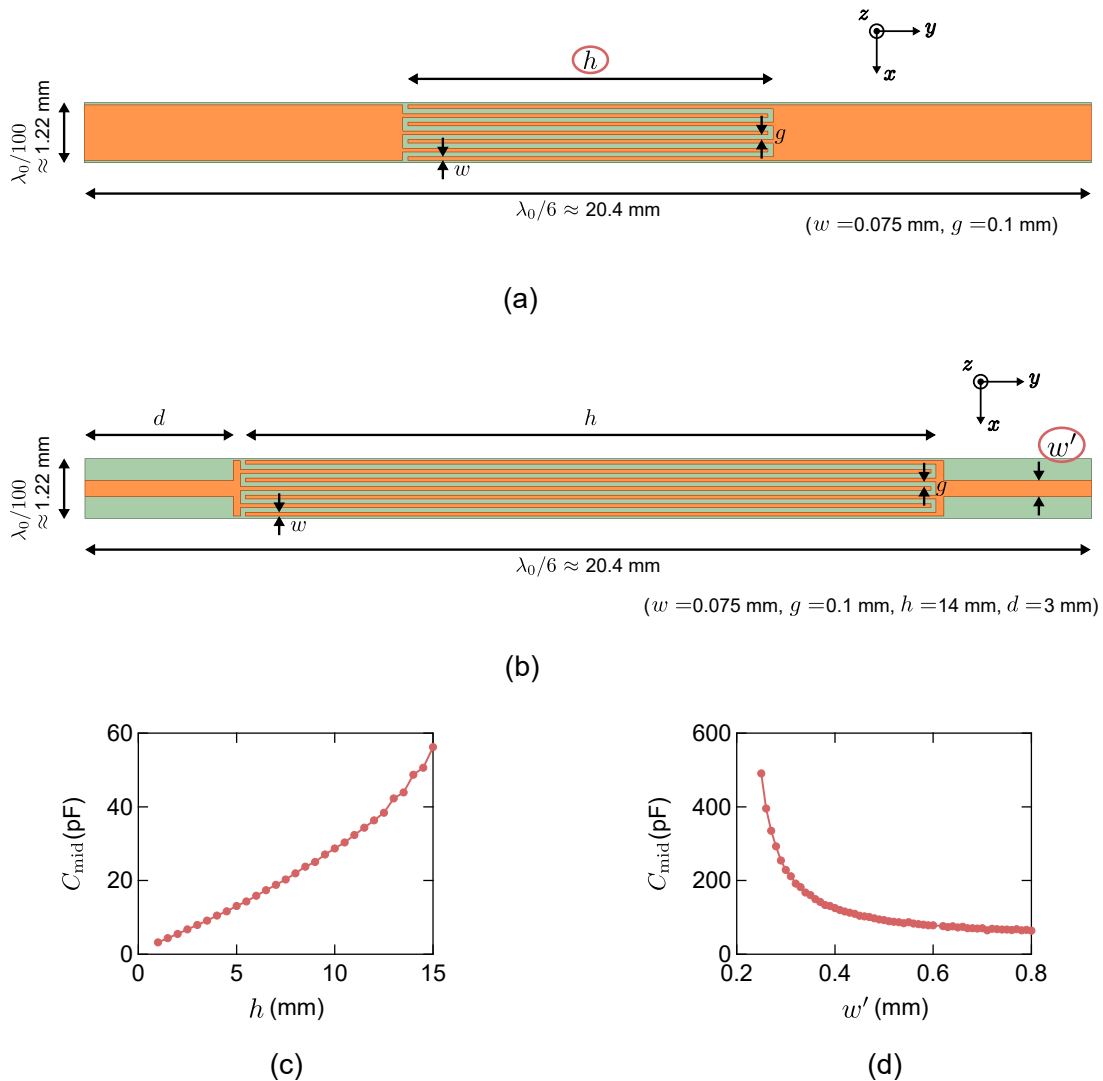 z
y
x
h
λ₀/100
≈ 1.22 mm
g
w
λ₀/6 ≈ 20.4 mm
(w =0.075 mm, g =0.1 mm)
(a)
z
y
x
d
h
w′
λ₀/100
≈ 1.22 mm
g
w
λ₀/6 ≈ 20.4 mm
(w =0.075 mm, g =0.1 mm, h =14 mm, d =3 mm)
(b)
60
40
20
0
C_mid (pF)
0 5 10 15
h (mm)
(c)
600
400
200
0
C_mid (pF)
0.2 0.4 0.6 0.8
w′ (mm)
(d)